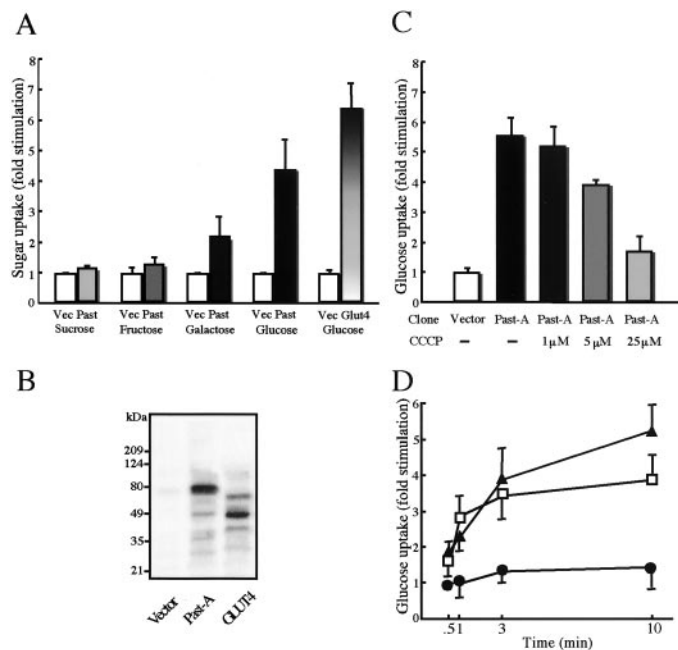 A
Sugar uptake (fold stimulation)
8
7
6
5
4
3
2
1
0
Vec Past Vec Past Vec Past Vec Past Vec Glut4
Sucrose Fructose Galactose Glucose Glucose
C
Glucose uptake (fold stimulation)
8
7
6
5
4
3
2
1
0
Clone Vector Past-A Past-A Past-A Past-A
CCCP – – 1μM 5μM 25μM
B
kDa
209
124
80
49
35
21
Vector Past-A GLUT4
D
Glucose uptake (fold stimulation)
6
5
4
3
2
1
0
.5 1 3 10
Time (min)